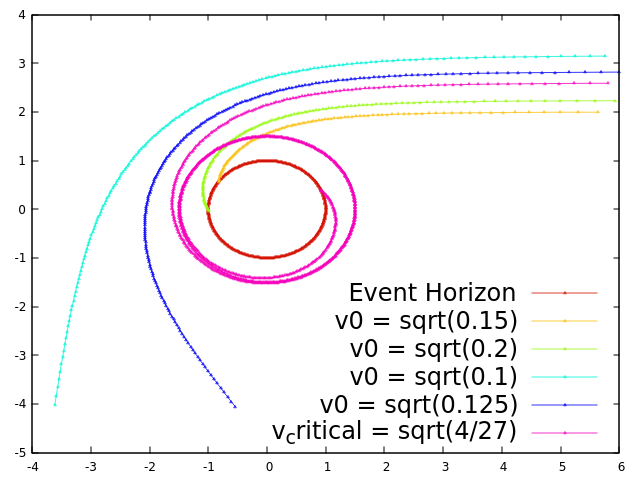 4
3
2
1
0
-1
-2
-3
-4
-5
Event Horizon
v0 = sqrt(0.15)
v0 = sqrt(0.2)
v0 = sqrt(0.1)
v0 = sqrt(0.125)
v_critical = sqrt(4/27)
-4 -3 -2 -1 0 1 2 3 4 5 6